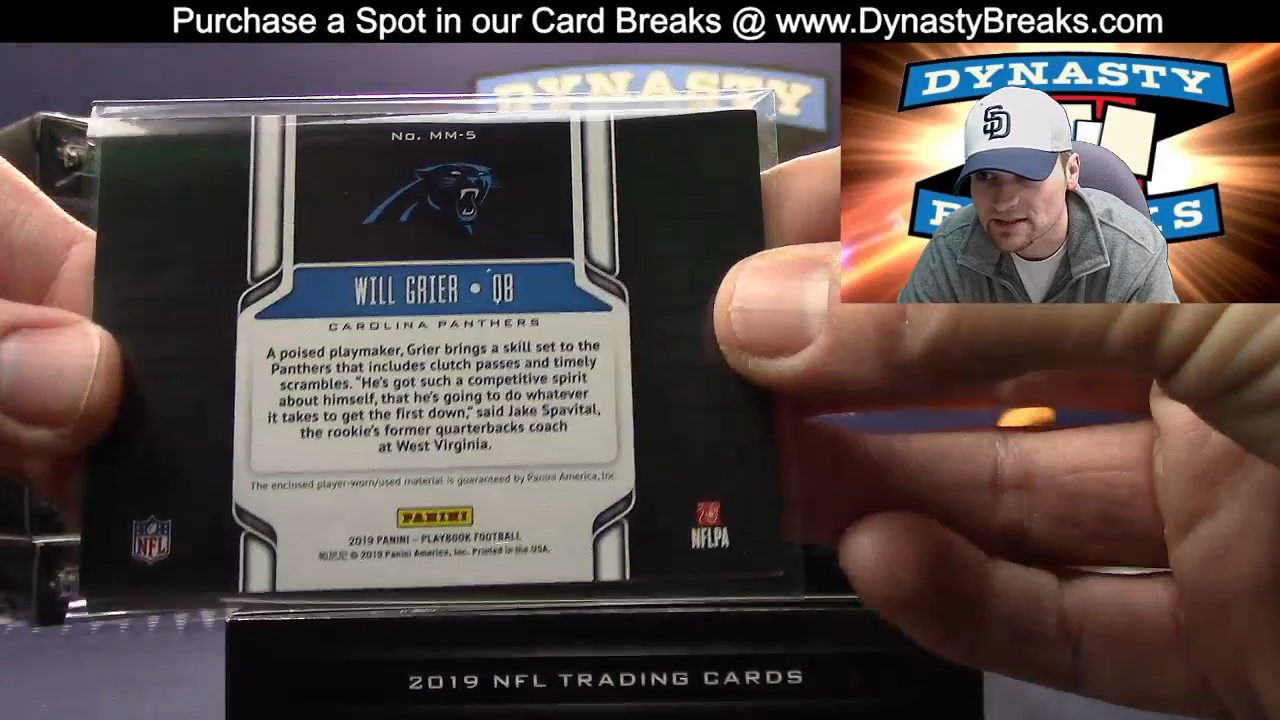 Purchase a Spot in our Card Breaks @ www.DynastyBreaks.com
DYNASTY
DYNASTY
SD
No. MM-5
WILL GRIER • QB
CAROLINA PANTHERS
A poised playmaker, Grier brings a skill set to the
Panthers that includes clutch passes and timely
scrambles. "He's got such a competitive spirit
about himself, that he's going to do whatever
it takes to get the first down," said Jake Spavital,
the rookie's former quarterbacks coach
at West Virginia.
The enclosed player-worn/used material is guaranteed by Panini America, Inc.
PANINI
2019 PANINI – PLAYBOOK FOOTBALL
© 2019 Panini America, Inc. Printed in the USA.
NFL
NFLPA
2019 NFL TRADING CARDS